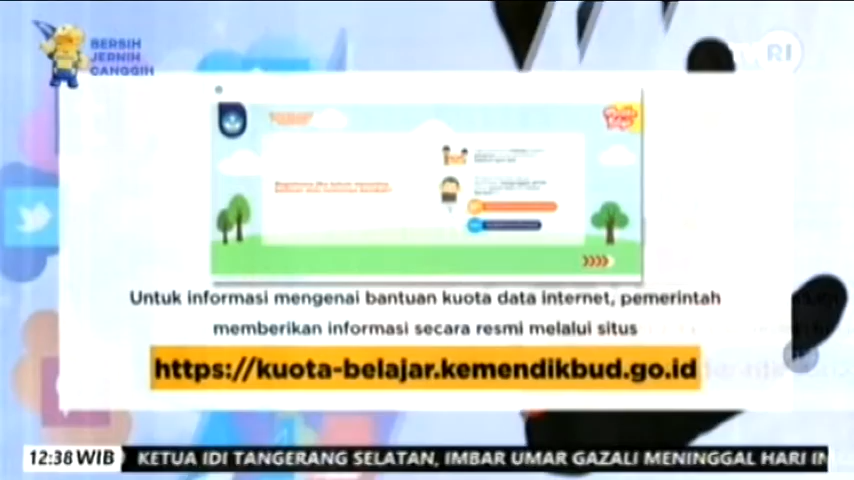 BERSIH
JERNIH
CANGGIH
RI
Untuk informasi mengenai bantuan kuota data internet, pemerintah
memberikan informasi secara resmi melalui situs
https://kuota-belajar.kemendikbud.go.id
12:38 WIB
KETUA IDI TANGERANG SELATAN, IMBAR UMAR GAZALI MENINGGAL HARI IN